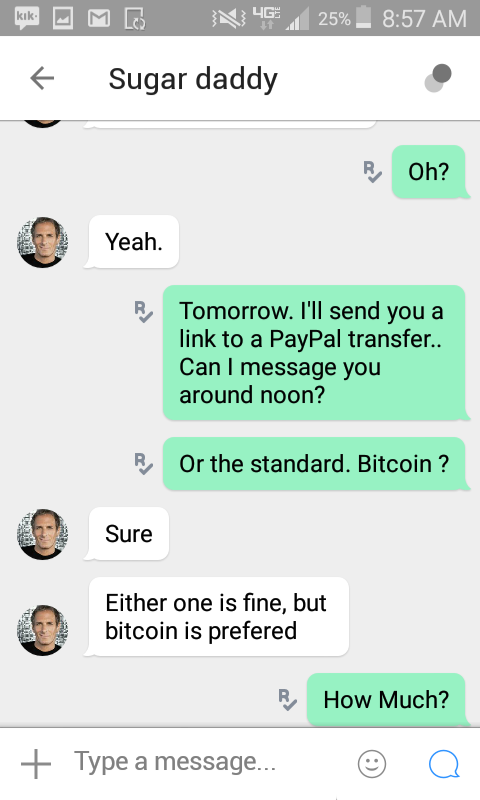 kik·
4G LTE
25%
8:57 AM
Sugar daddy
R
Oh?
Yeah.
R
Tomorrow. I'll send you a
link to a PayPal transfer..
Can I message you
around noon?
R
Or the standard. Bitcoin ?
Sure
Either one is fine, but
bitcoin is prefered
R
How Much?
Type a message...